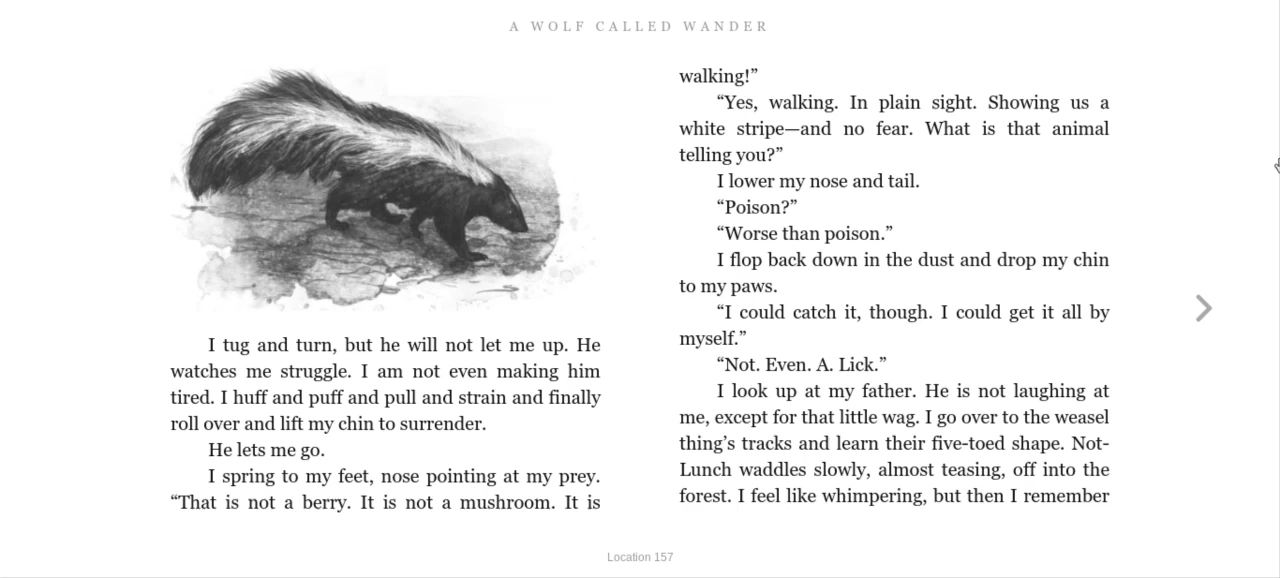 A WOLF CALLED WANDER
I tug and turn, but he will not let me up. He
watches me struggle. I am not even making him
tired. I huff and puff and pull and strain and finally
roll over and lift my chin to surrender.
He lets me go.
I spring to my feet, nose pointing at my prey.
“That is not a berry. It is not a mushroom. It is
walking!”
“Yes, walking. In plain sight. Showing us a
white stripe—and no fear. What is that animal
telling you?”
I lower my nose and tail.
“Poison?”
“Worse than poison.”
I flop back down in the dust and drop my chin
to my paws.
“I could catch it, though. I could get it all by
myself.”
“Not. Even. A. Lick.”
I look up at my father. He is not laughing at
me, except for that little wag. I go over to the weasel
thing’s tracks and learn their five-toed shape. Not-
Lunch waddles slowly, almost teasing, off into the
forest. I feel like whimpering, but then I remember
Location 157